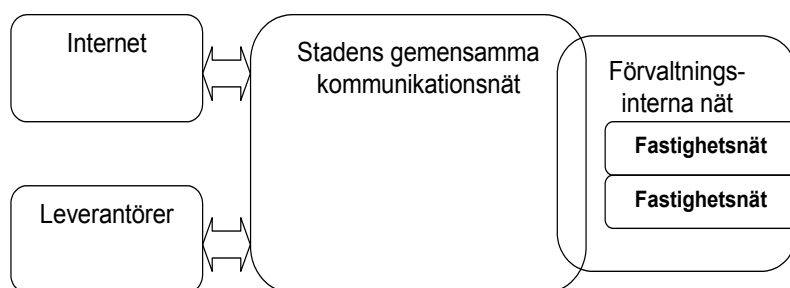 Internet
Stadens gemensamma
kommunikationsnät
Förvaltnings-
interna nät
Fastighetsnät
Fastighetsnät
Leverantörer